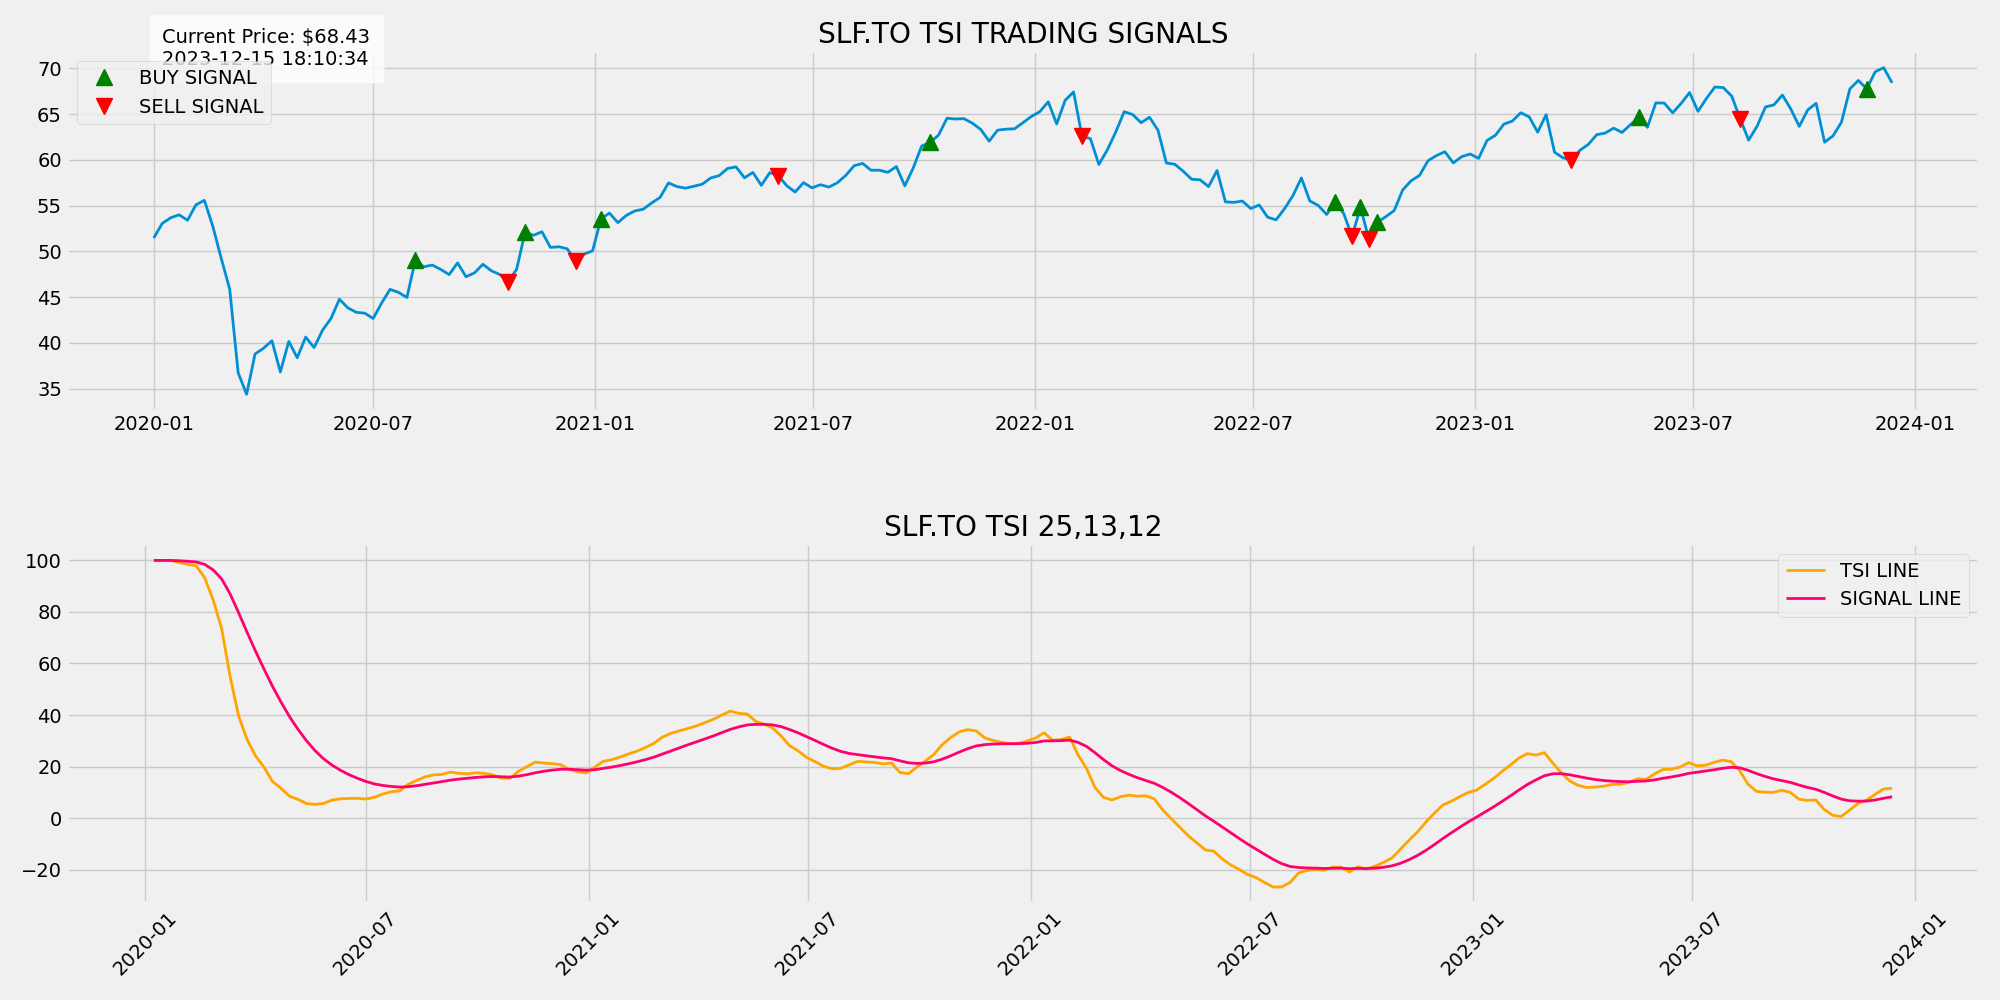 Current Price: $68.43
2023-12-15 18:10:34
SLF.TO TSI TRADING SIGNALS
BUY SIGNAL
SELL SIGNAL
70
65
60
55
50
45
40
35
2020-01 2020-07 2021-01 2021-07 2022-01 2022-07 2023-01 2023-07 2024-01
SLF.TO TSI 25,13,12
TSI LINE
SIGNAL LINE
100
80
60
40
20
0
−20
2020-01 2020-07 2021-01 2021-07 2022-01 2022-07 2023-01 2023-07 2024-01